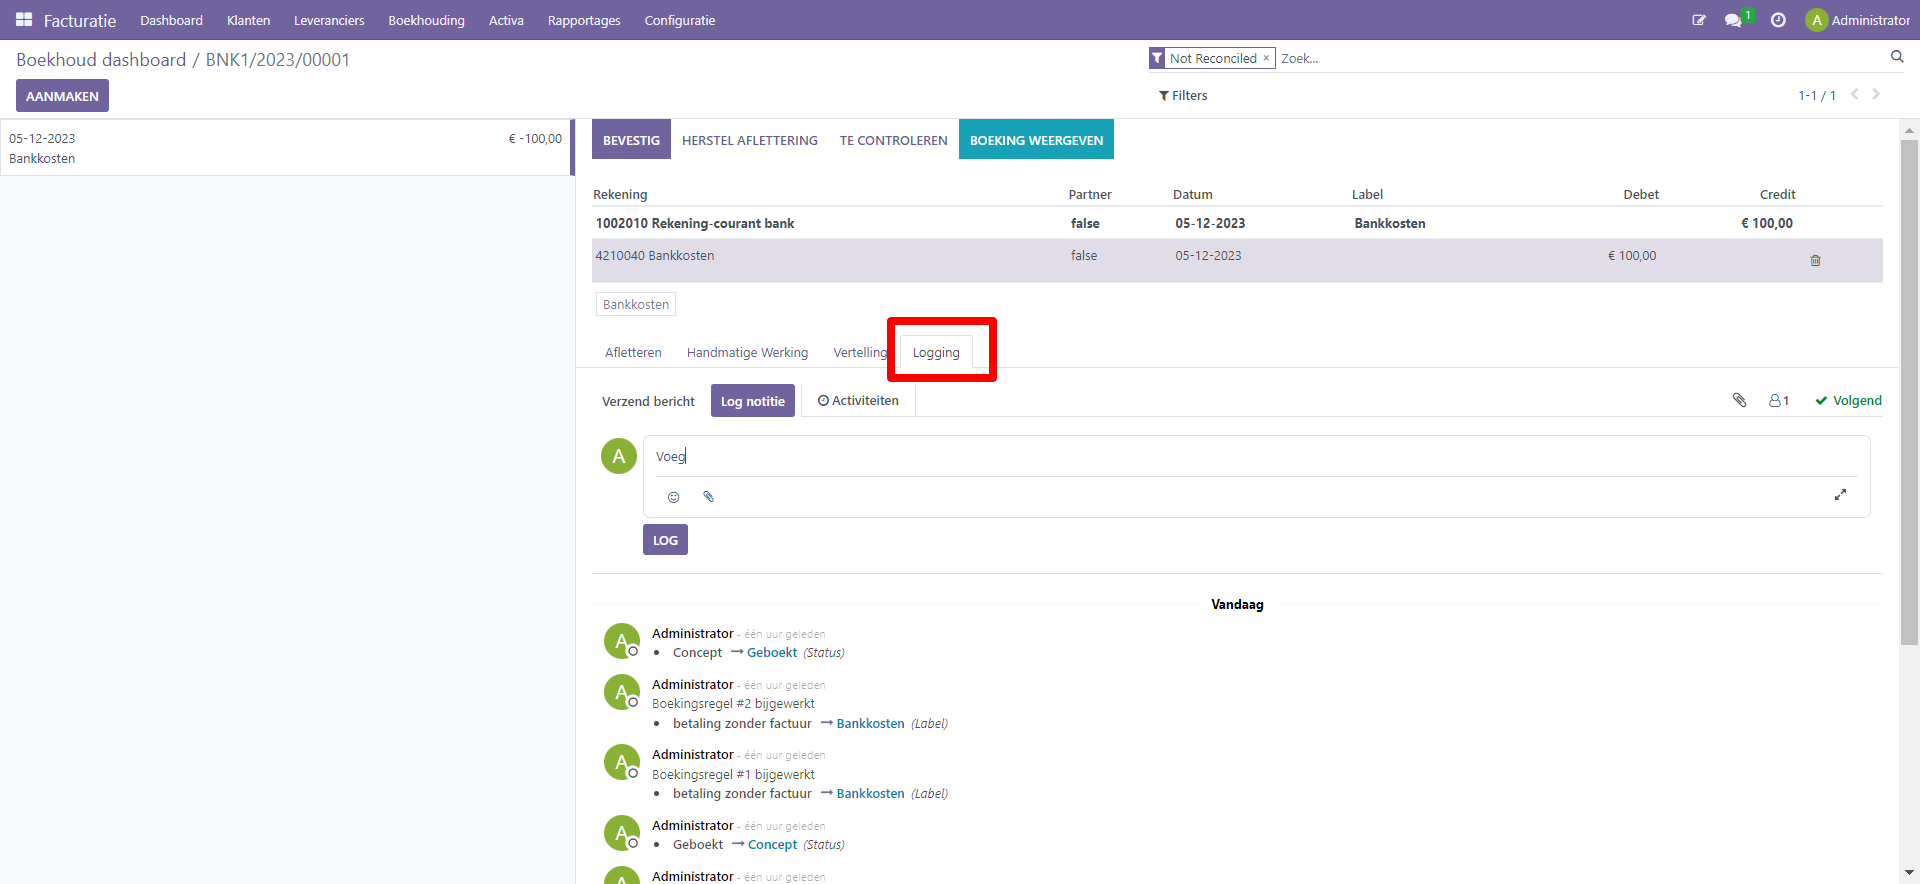 Facturatie Dashboard Klanten Leveranciers Boekhouding Activa Rapportages Configuratie 1 A Administrator
Boekhoud dashboard / BNK1/2023/00001
Not Reconciled × Zoek...
AANMAKEN
Filters
1-1 / 1
05-12-2023 € -100,00
Bankkosten
BEVESTIG HERSTEL AFLETTERING TE CONTROLEREN BOEKING WEERGEVEN
Rekening Partner Datum Label Debet Credit
1002010 Rekening-courant bank false 05-12-2023 Bankkosten € 100,00
4210040 Bankkosten false 05-12-2023 € 100,00
Bankkosten
Afletteren Handmatige Werking Vertelling Logging
Verzend bericht Log notitie Activiteiten 1 Volgend
A Voeg
LOG
Vandaag
A Administrator - één uur geleden
• Concept → Geboekt (Status)
A Administrator - één uur geleden
Boekingsregel #2 bijgewerkt
• betaling zonder factuur → Bankkosten (Label)
A Administrator - één uur geleden
Boekingsregel #1 bijgewerkt
• betaling zonder factuur → Bankkosten (Label)
A Administrator - één uur geleden
• Geboekt → Concept (Status)
A Administrator - één uur geleden